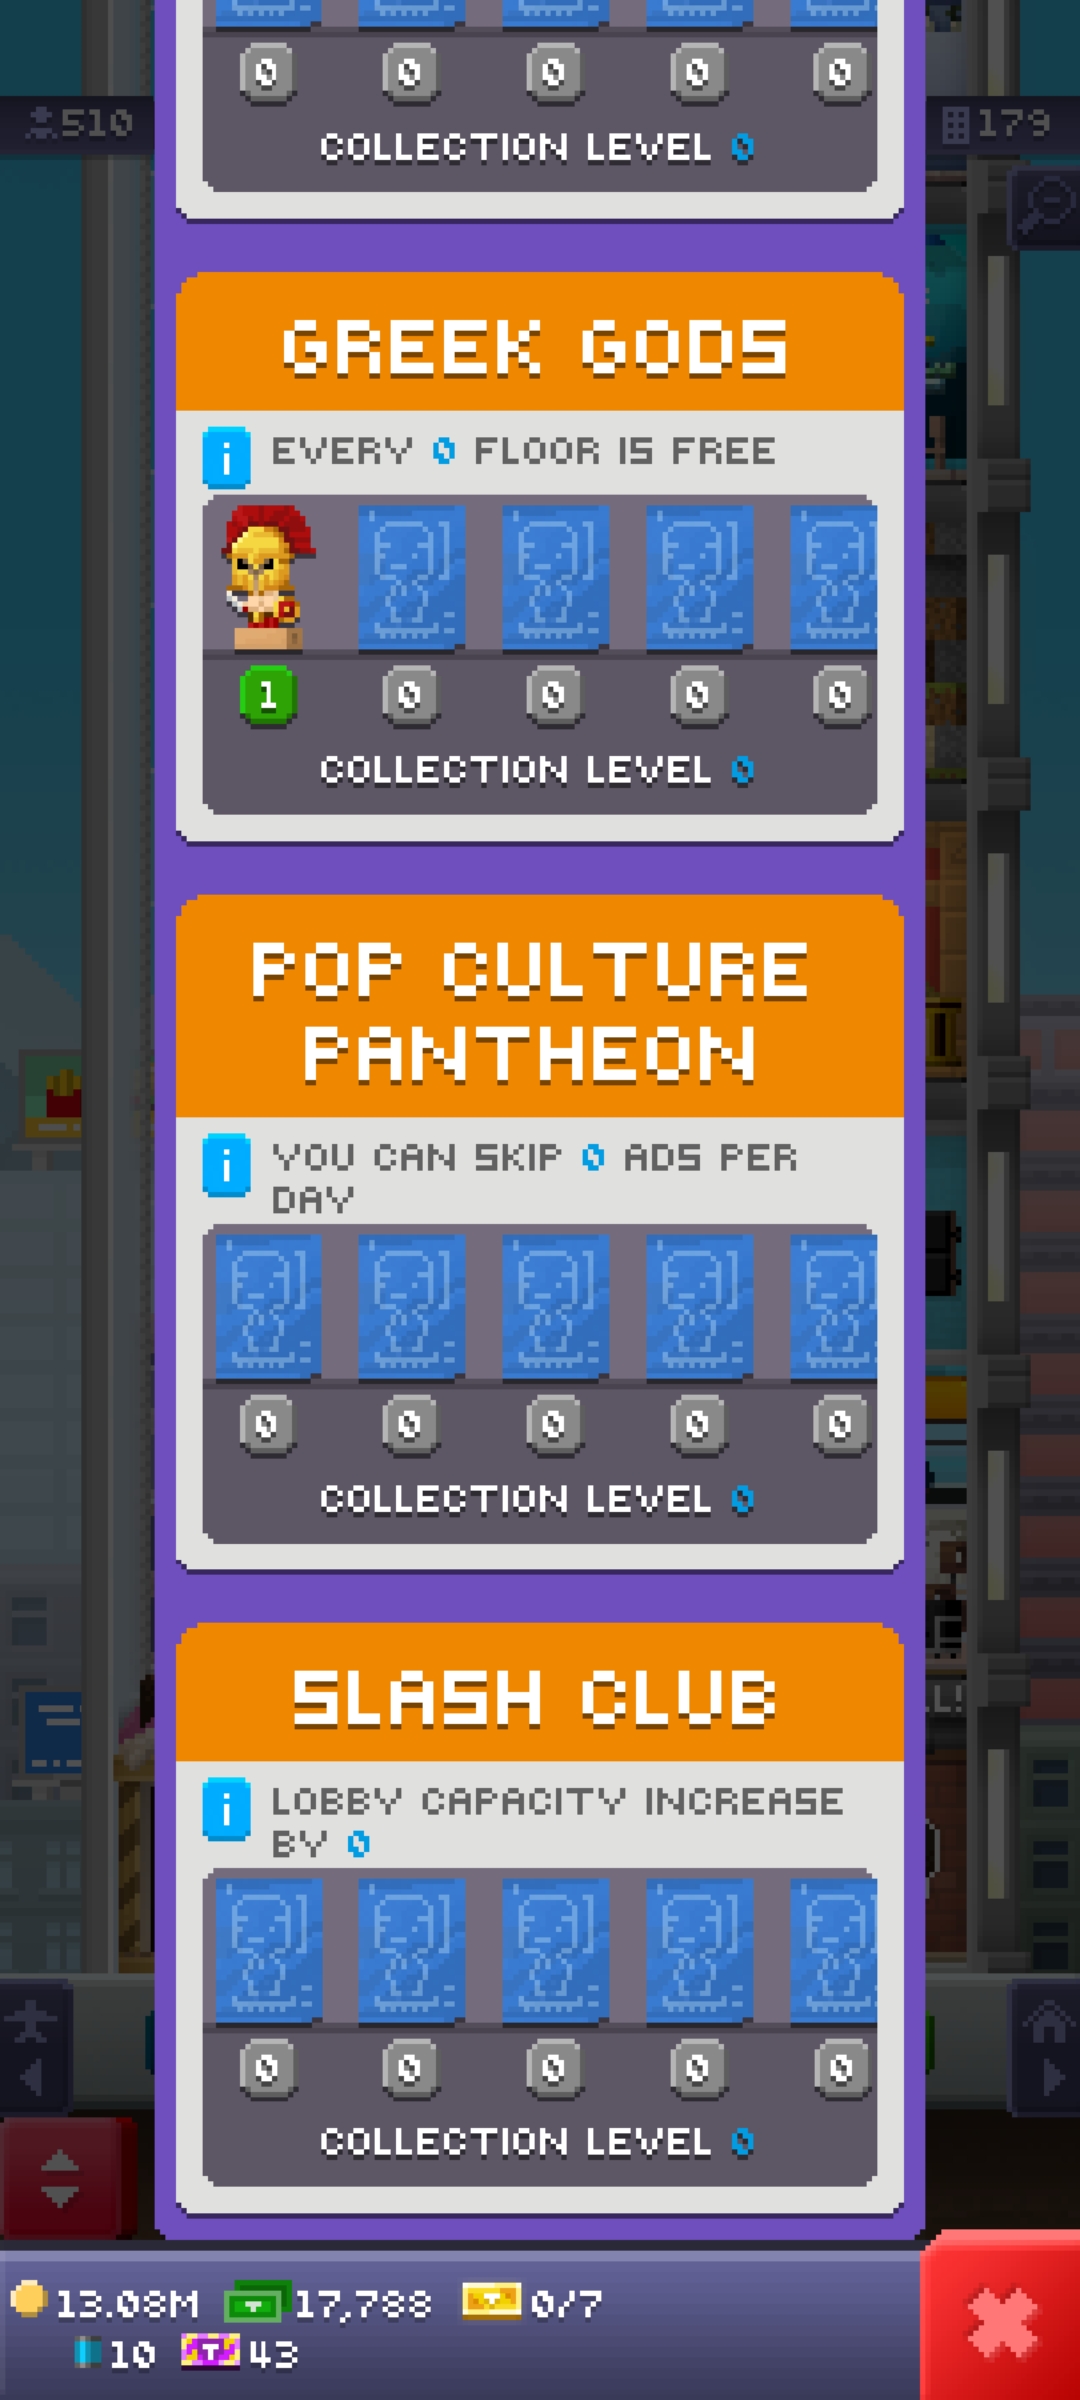 0 0 0 0 0
510
179
COLLECTION LEVEL 0
GREEK GODS
i EVERY 0 FLOOR IS FREE
1 0 0 0 0
COLLECTION LEVEL 0
POP CULTURE
PANTHEON
i YOU CAN SKIP 0 ADS PER
DAY
0 0 0 0 0
COLLECTION LEVEL 0
SLASH CLUB
i LOBBY CAPACITY INCREASE
BY 0
0 0 0 0 0
COLLECTION LEVEL 0
13.08M 17,788 0/7
10 43